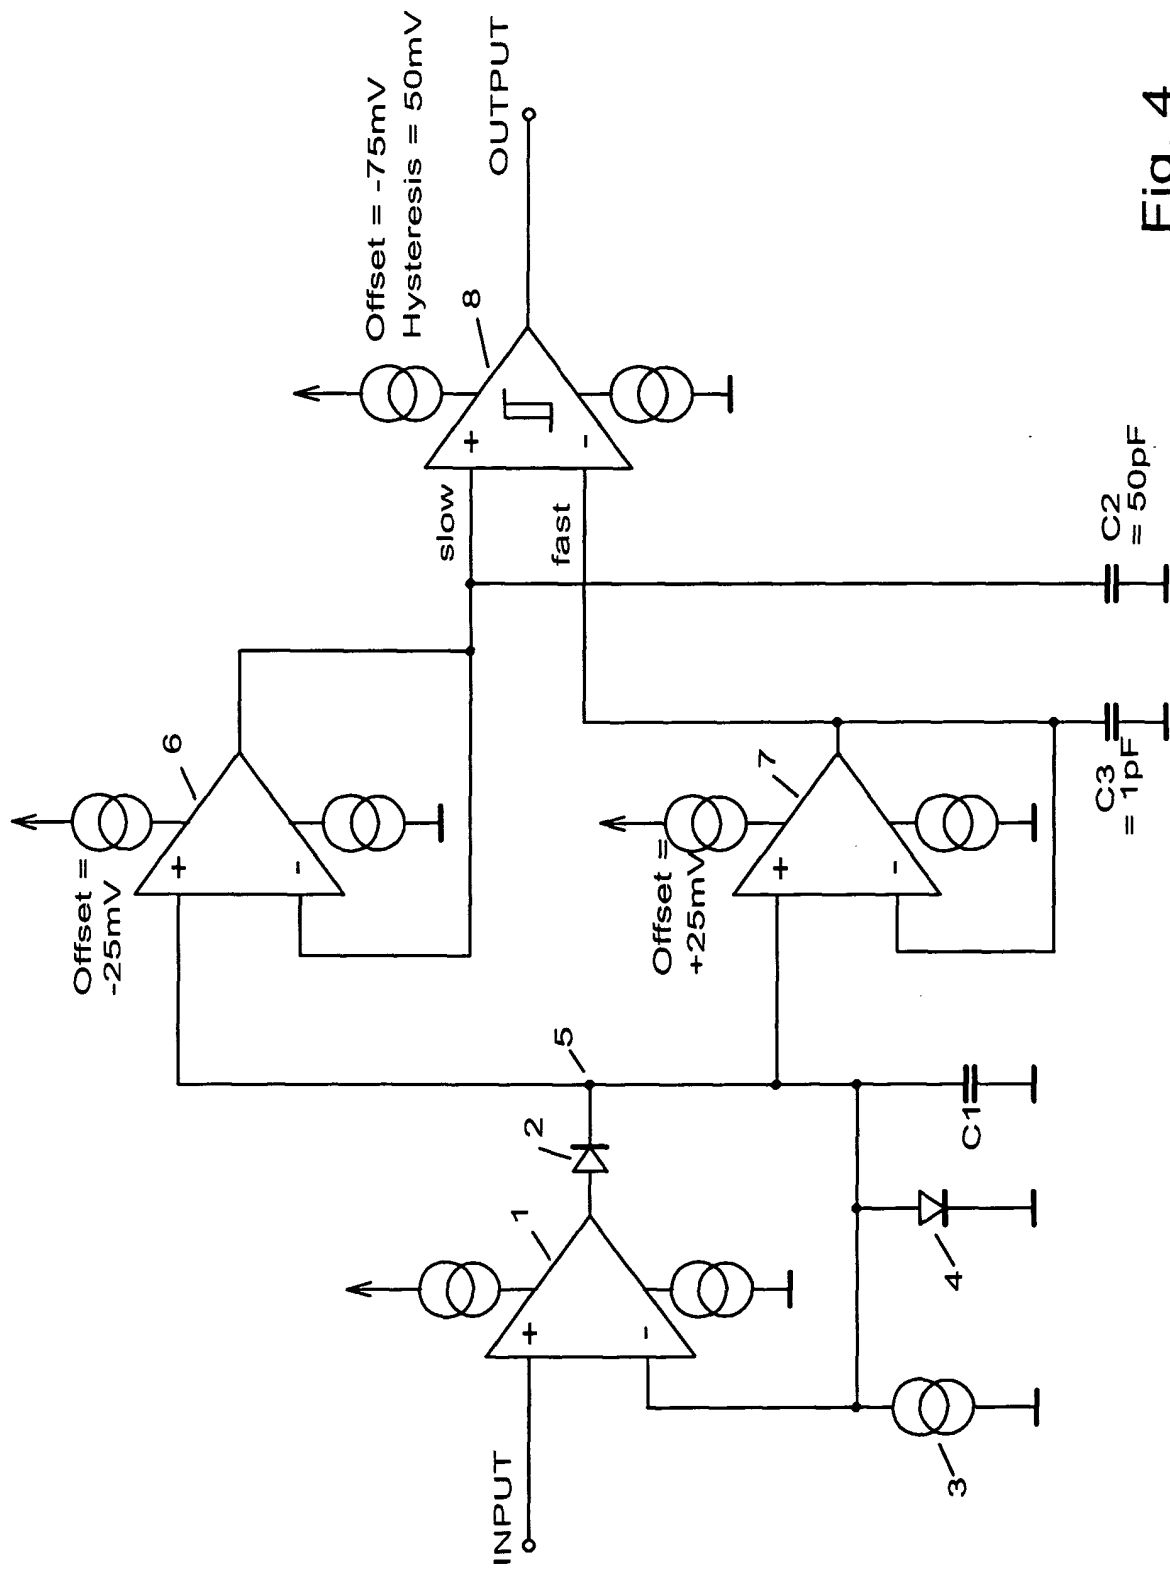 Offset = -75mV
Hysteresis = 50mV
8
OUTPUT
slow
fast
+
-
6
Offset =
-25mV
+
-
7
Offset =
+25mV
+
-
5
2
1
+
-
INPUT
3
4
C1
C3
= 1pF
C2
= 50pF
Fig. 4